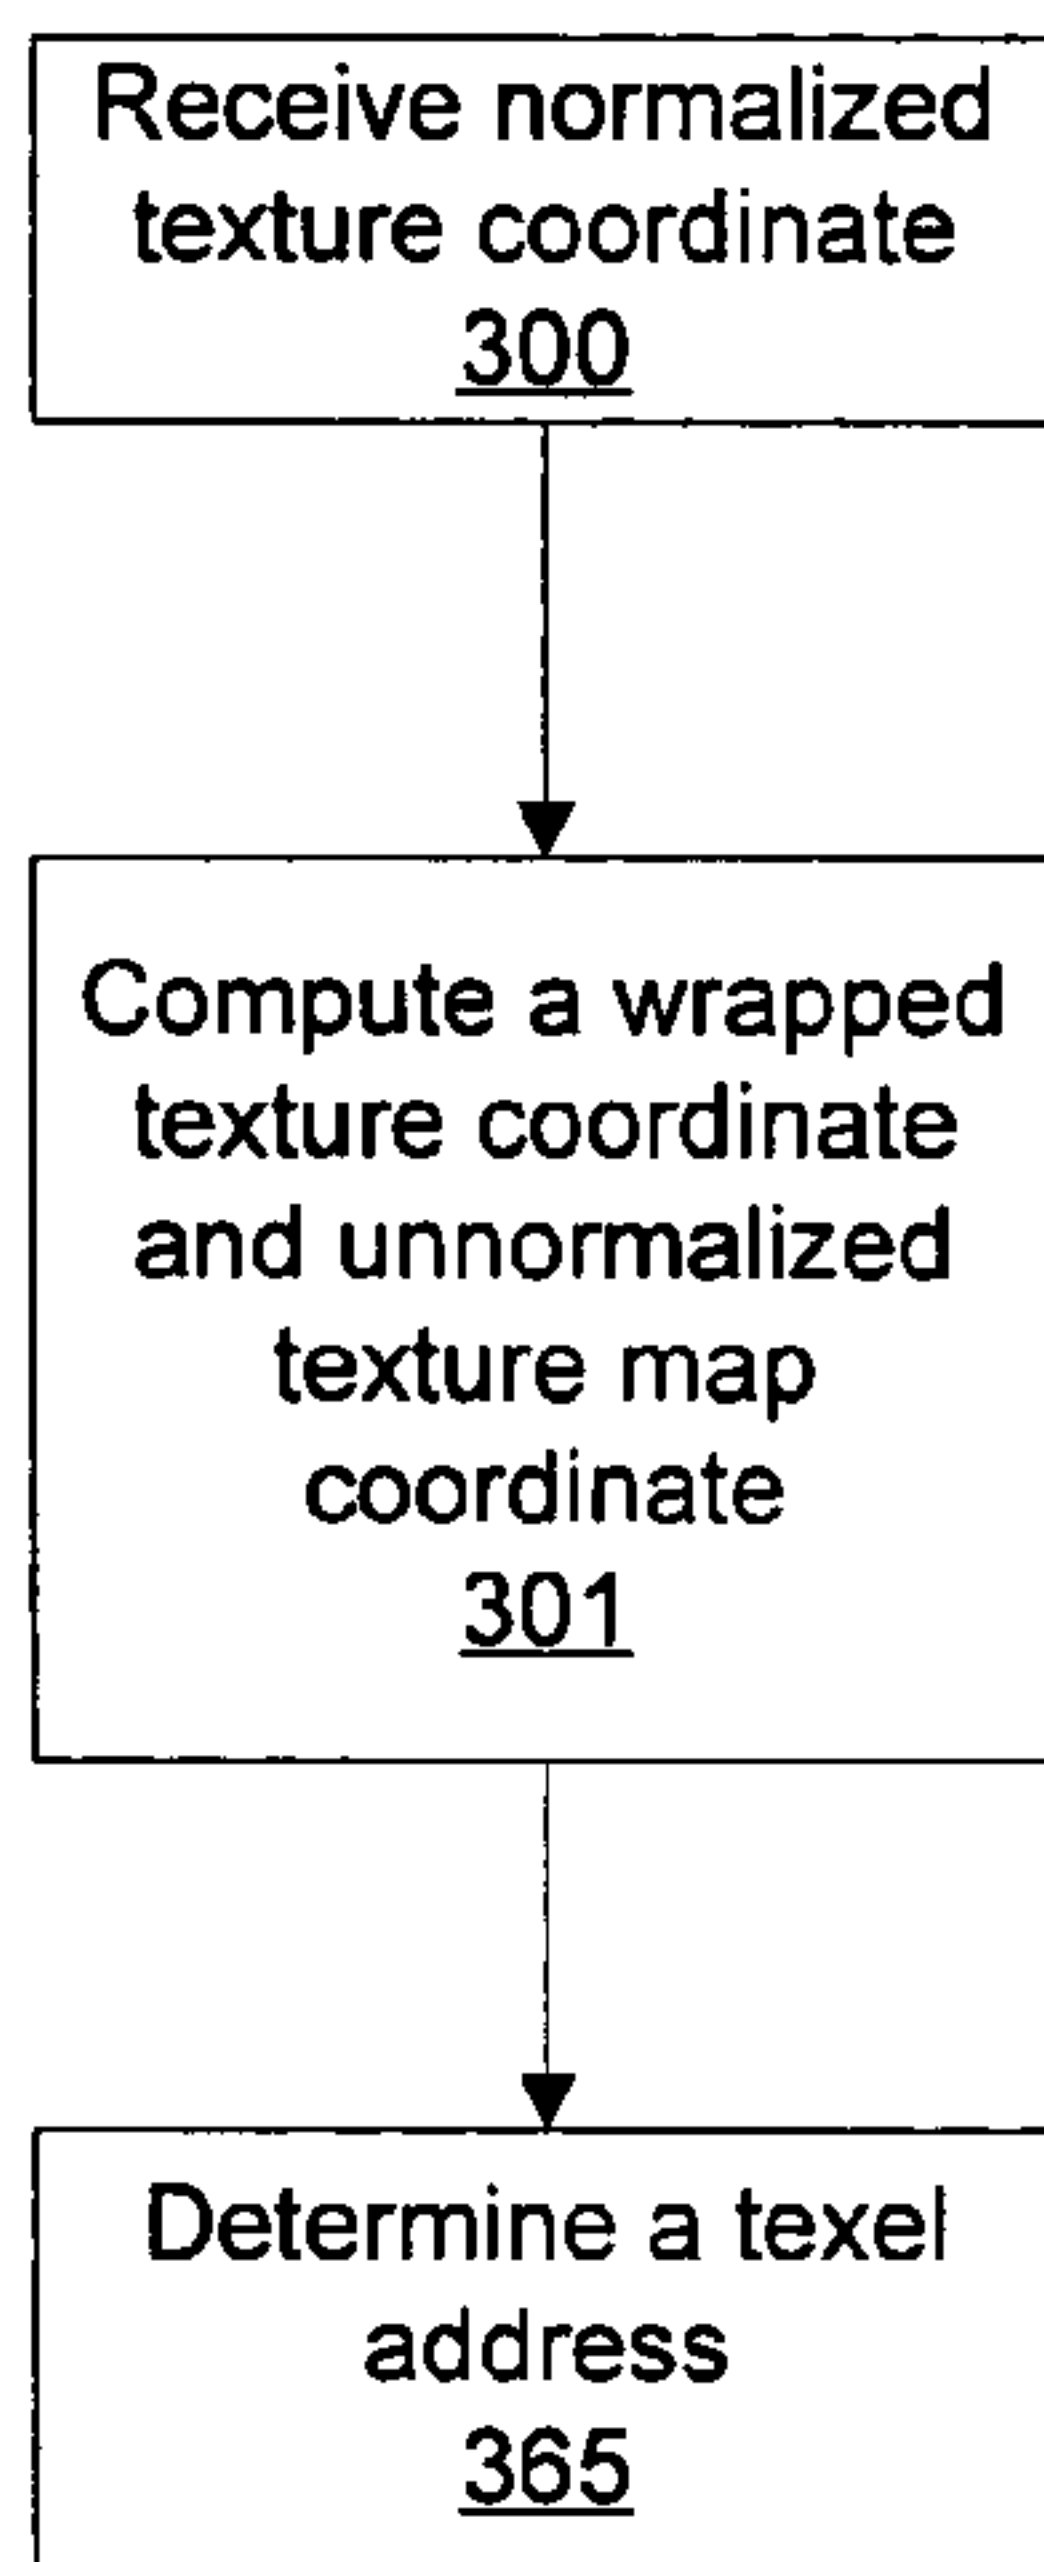 Receive normalized
texture coordinate
300
Compute a wrapped
texture coordinate
and unnormalized
texture map
coordinate
301
Determine a texel
address
365